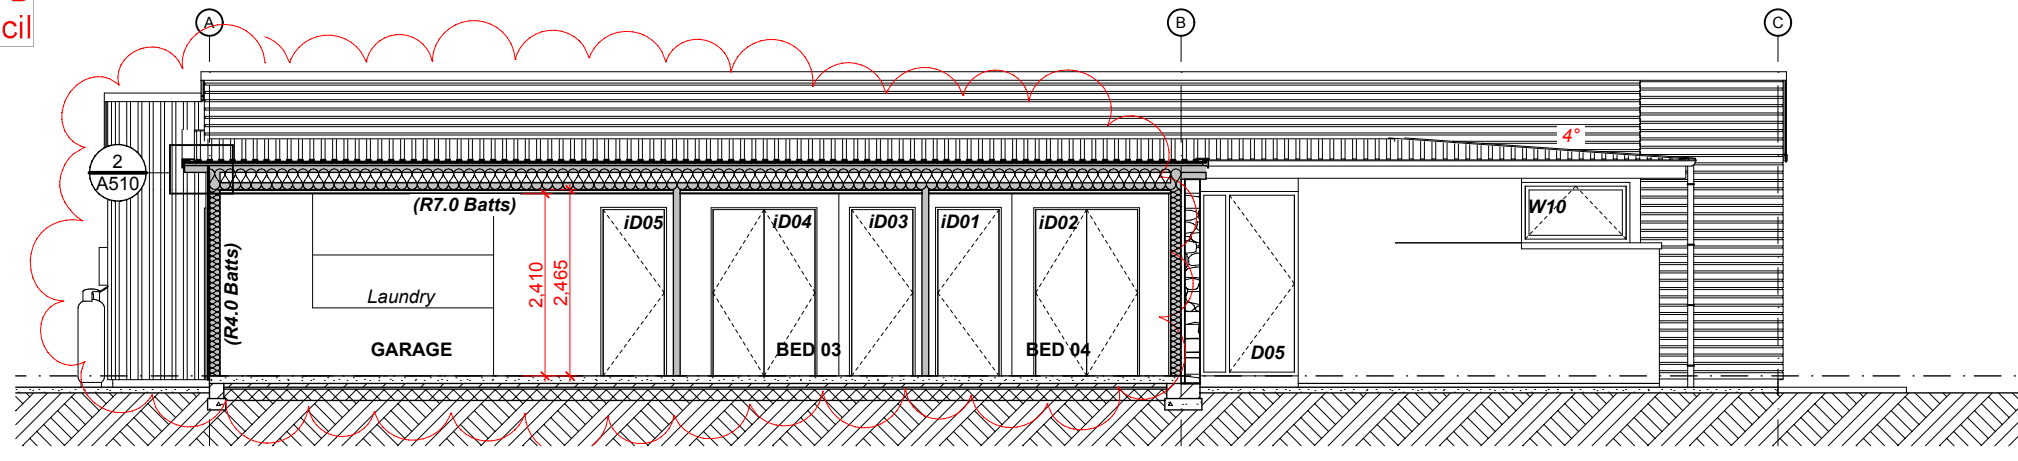 cil
A
B
C
4°
2
A510
(R7.0 Batts)
W10
iD05
iD04
iD03
iD01
iD02
(R4.0 Batts)
2,410
2,465
Laundry
GARAGE
BED 03
BED 04
D05